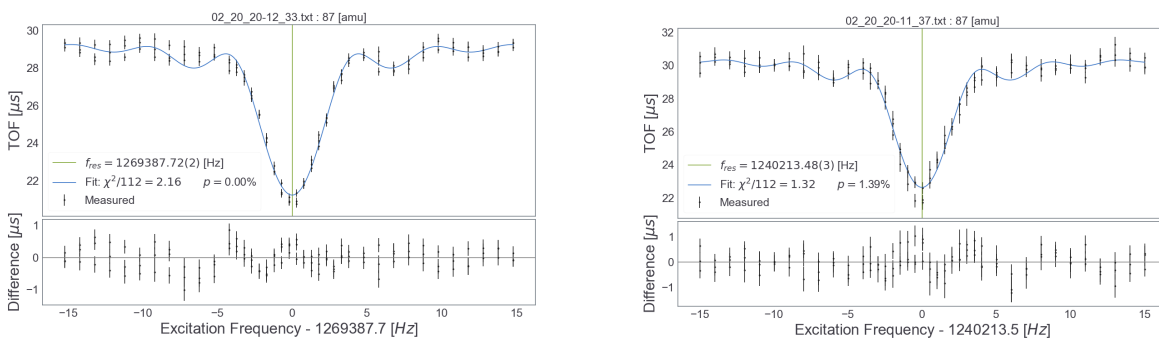 02_20_20-12_33.txt : 87 [amu]
30
28
26
24
22
TOF [μs]
f_res = 1269387.72(2) [Hz]
Fit: χ²/112 = 2.16 p = 0.00%
Measured
1
0
−1
Difference [μs]
−15 −10 −5 0 5 10 15
Excitation Frequency - 1269387.7 [Hz]
02_20_20-11_37.txt : 87 [amu]
32
30
28
26
24
22
TOF [μs]
f_res = 1240213.48(3) [Hz]
Fit: χ²/112 = 1.32 p = 1.39%
Measured
1
0
−1
Difference [μs]
−15 −10 −5 0 5 10 15
Excitation Frequency - 1240213.5 [Hz]